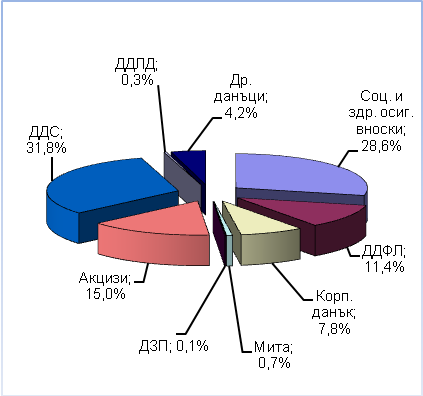 ДДПД;
0,3%
Др.
данъци;
4,2%
Соц. и
здр. осиг.
вноски;
28,6%
ДДС;
31,8%
ДДФЛ;
11,4%
Акцизи;
15,0%
Корп.
данък;
7,8%
ДЗП; 0,1%
Мита;
0,7%